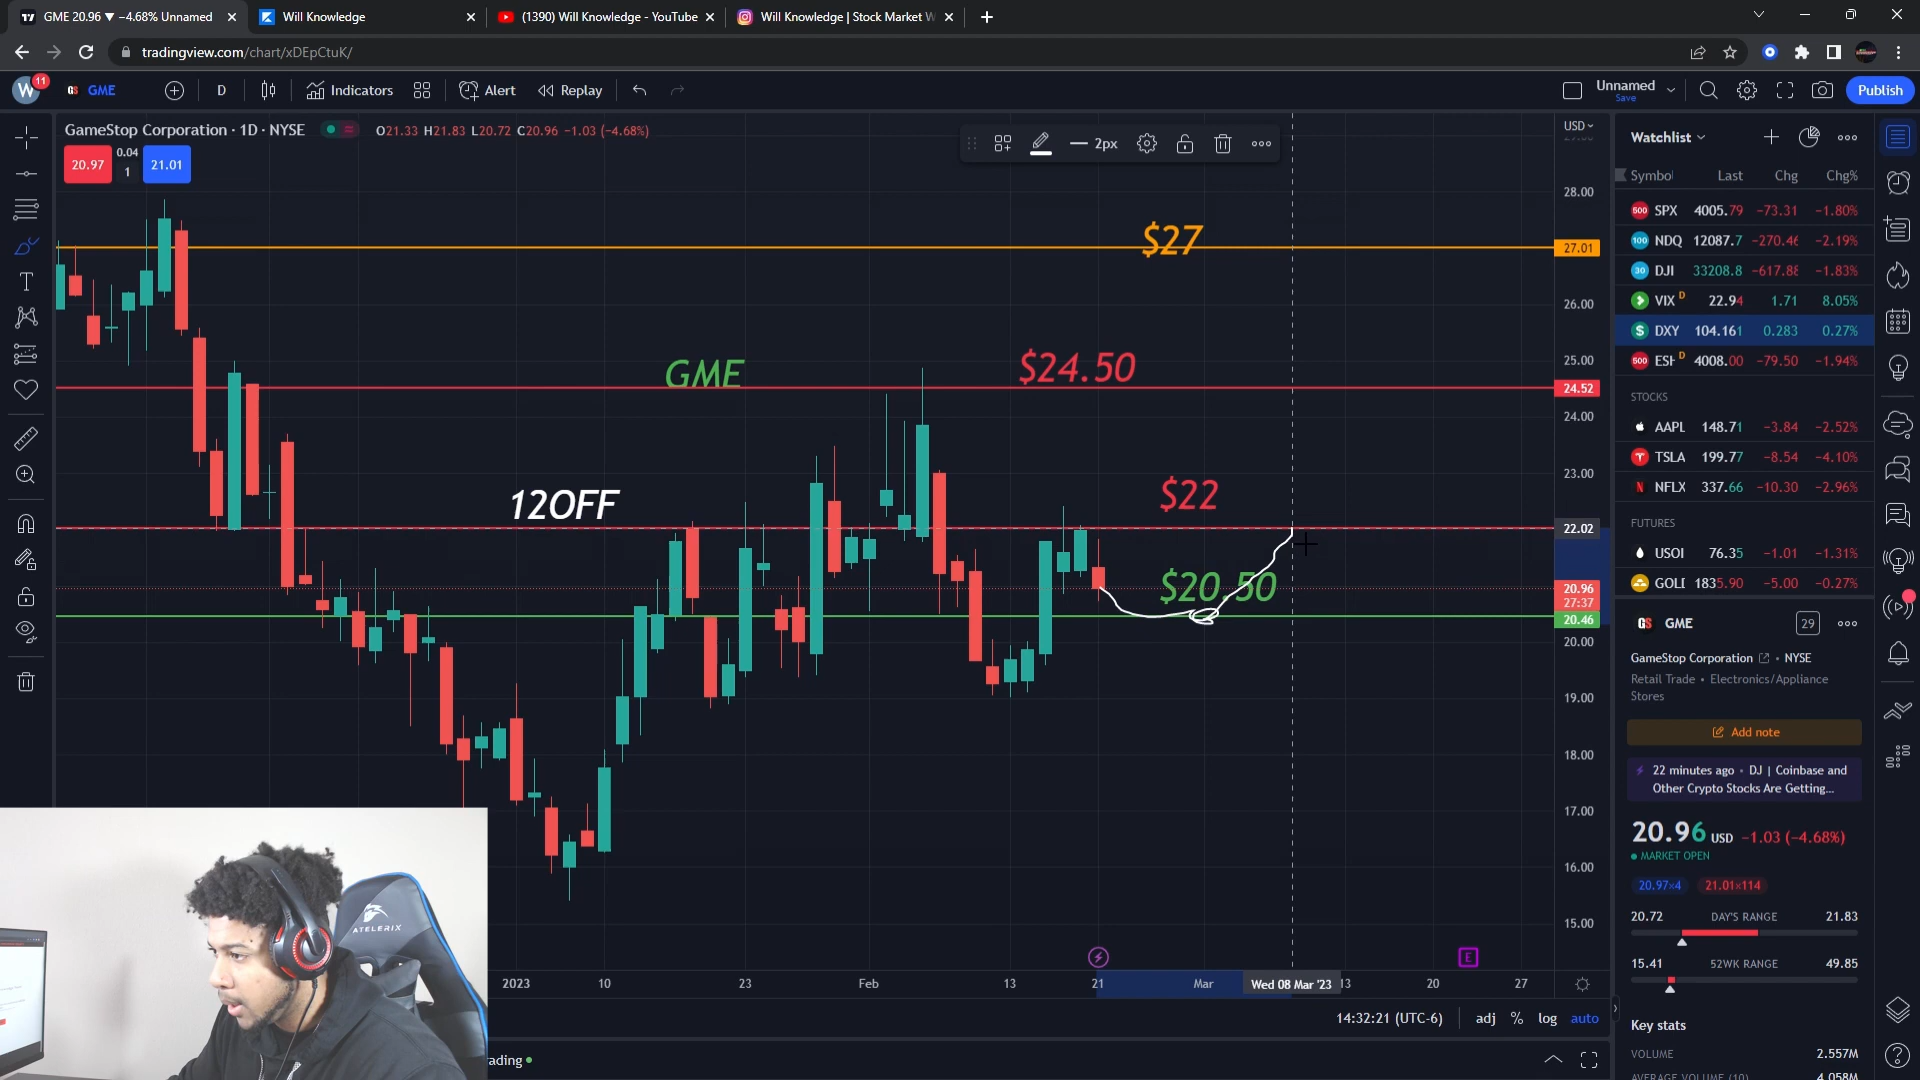 GME 20.96 ▼ −4.68% Unnamed
Will Knowledge
(1390) Will Knowledge - YouTube
Will Knowledge | Stock Market W
tradingview.com/chart/xDEpCtuK/
W
11
GME
D
Indicators
Alert
Replay
Unnamed
Save
Publish
GameStop Corporation · 1D · NYSE
O21.33 H21.83 L20.72 C20.96 −1.03 (−4.68%)
20.97
0.04
1
21.01
2px
USD
28.00
27.01
26.00
25.00
24.52
24.00
23.00
22.02
20.96
27:37
20.46
20.00
19.00
18.00
17.00
16.00
15.00
$27
GME
$24.50
12OFF
$22
$20.50
E
2023
10
23
Feb
13
21
Mar
Wed 08 Mar '23
13
20
27
14:32:21 (UTC-6)
adj
%
log
auto
ading
ATELERIX
Watchlist
Symbol
Last
Chg
Chg%
SPX 4005.79 −73.31 −1.80%
NDQ 12087.7 −270.46 −2.19%
DJI 33208.8 −617.88 −1.83%
VIX D 22.94 1.71 8.05%
DXY 104.161 0.283 0.27%
ES D 4008.00 −79.50 −1.94%
STOCKS
AAPL 148.71 −3.84 −2.52%
TSLA 199.77 −8.54 −4.10%
NFLX 337.66 −10.30 −2.96%
FUTURES
USOI 76.35 −1.01 −1.31%
GOLD 1835.90 −5.00 −0.27%
GME
29
GameStop Corporation • NYSE
Retail Trade • Electronics/Appliance
Stores
Add note
22 minutes ago • DJ | Coinbase and
Other Crypto Stocks Are Getting...
20.96 USD −1.03 (−4.68%)
MARKET OPEN
20.97×4
21.01×114
20.72 DAY'S RANGE 21.83
15.41 52WK RANGE 49.85
Key stats
VOLUME 2.557M
AVERAGE VOLUME (10) 4.058M